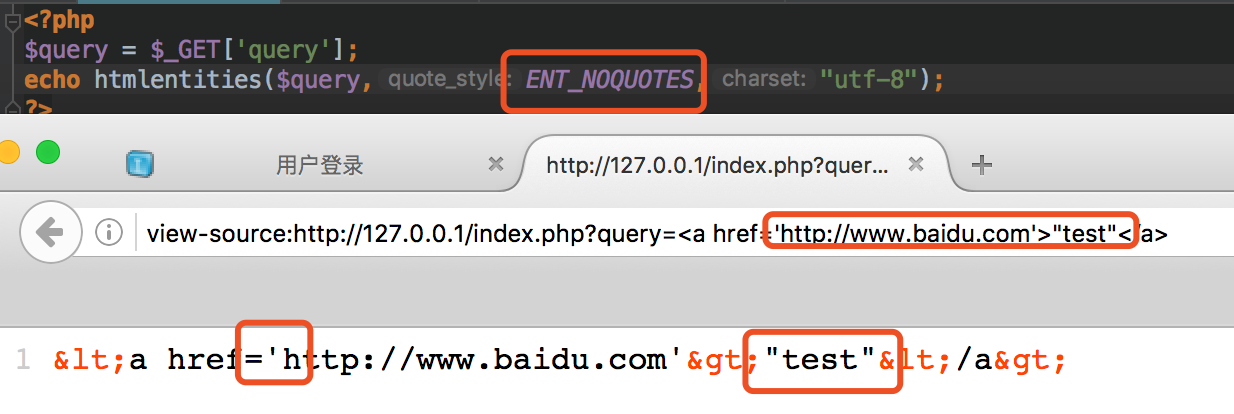 <?php
$query = $_GET['query'];
echo htmlentities($query, quote_style: ENT_NOQUOTES, charset: "utf-8");
?>
用户登录 × http://127.0.0.1/index.php?quer... × +
view-source:http://127.0.0.1/index.php?query=<a href='http://www.baidu.com'>"test"</a>
1 &lt;a href='http://www.baidu.com'&gt;"test"&lt;/a&gt;